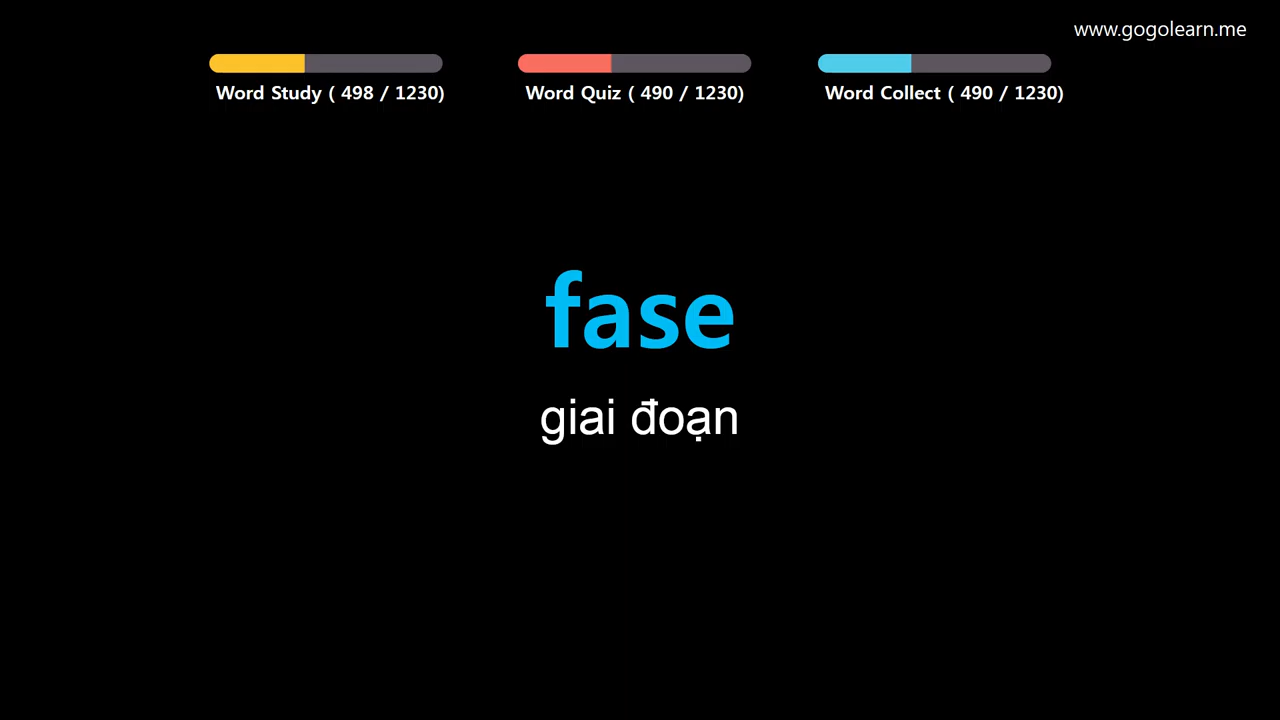 www.gogolearn.me
Word Study ( 498 / 1230)
Word Quiz ( 490 / 1230)
Word Collect ( 490 / 1230)
fase
giai đoạn